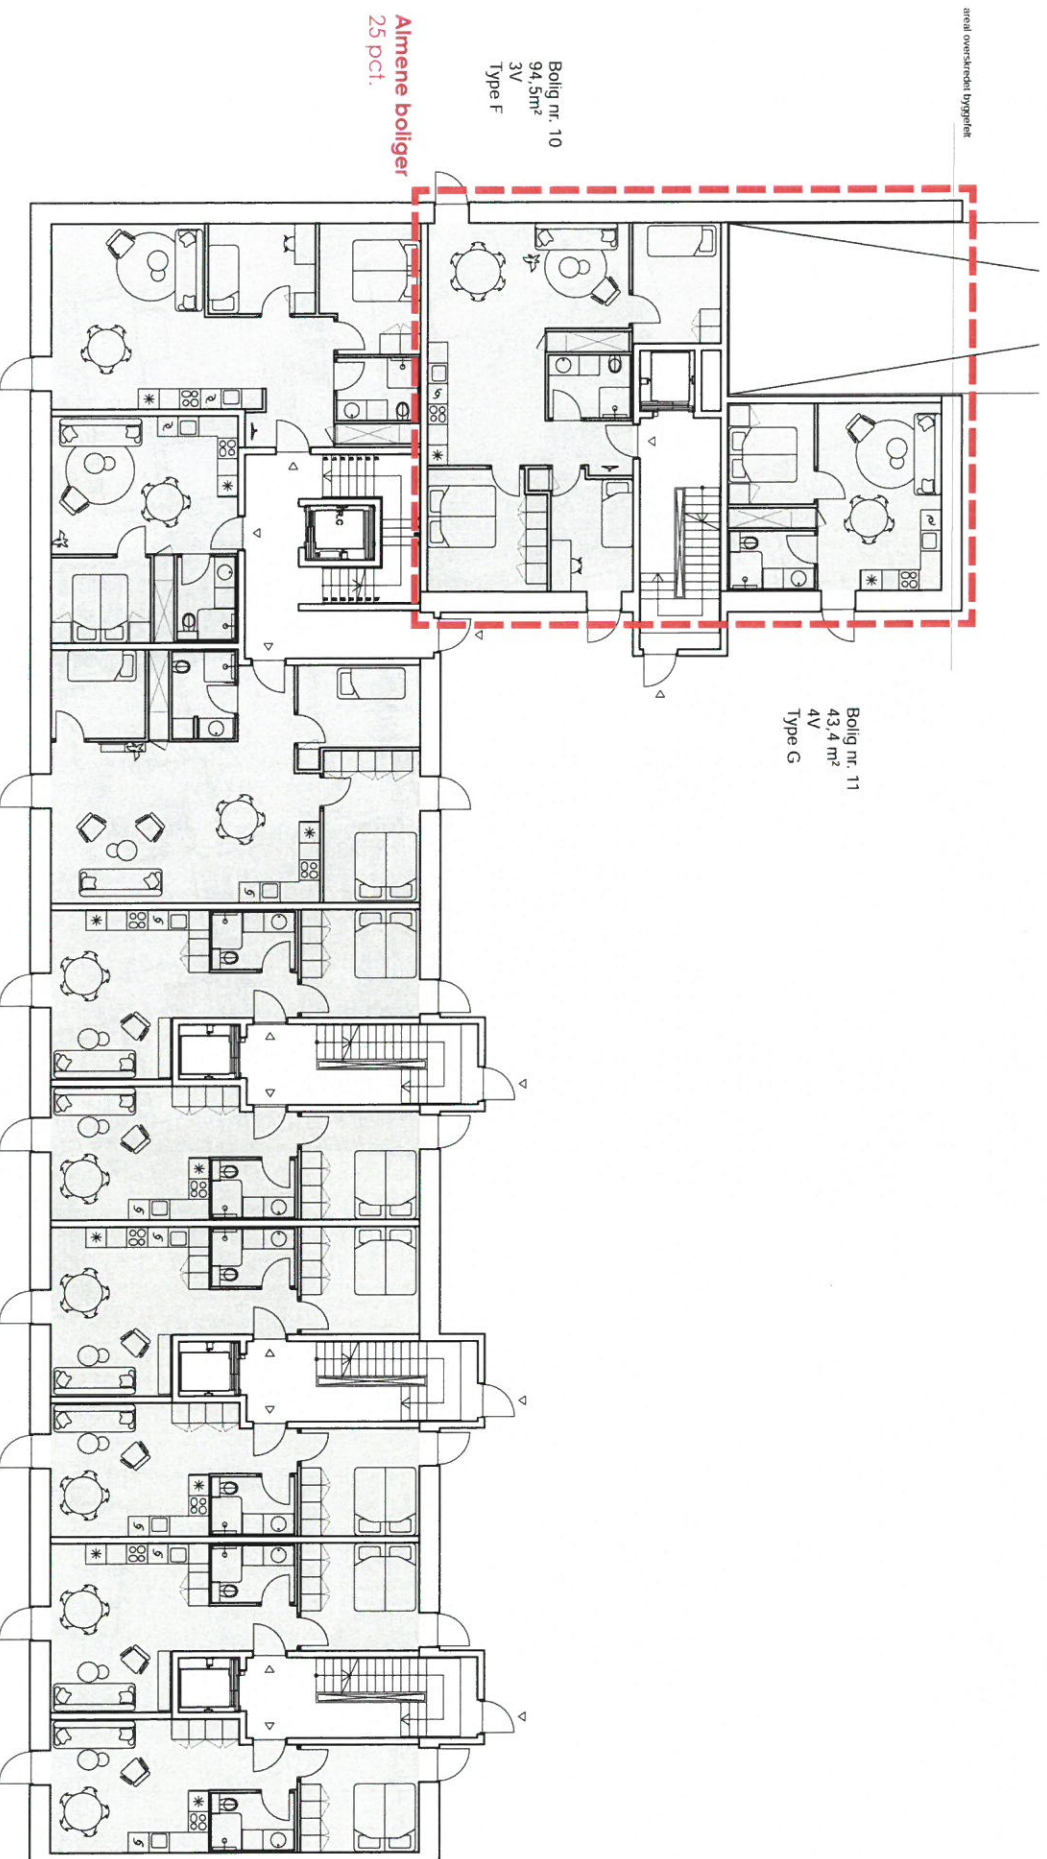 areal overskredet byggefelt
Bolig nr. 10
94,5m²
3V
Type F
Almene boliger
25 pct.
Bolig nr. 11
43,4 m²
4V
Type G